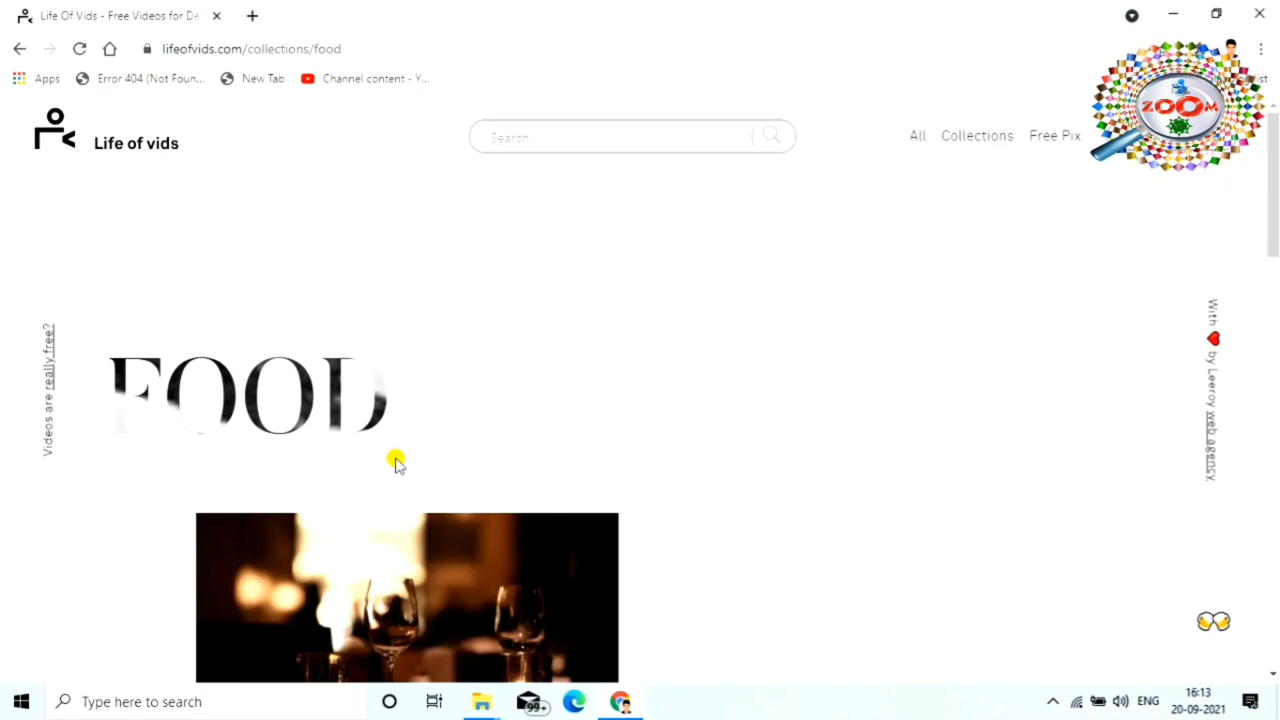 Life Of Vids - Free Videos for De
lifeofvids.com/collections/food
Apps
Error 404 (Not Foun...
New Tab
Channel content - Y...
Life of vids
Search
All
Collections
Free Pix
ZOOM
Videos are really free?
FOOD
With ❤ by Leeroy web agency
Type here to search
99+
ENG
16:13
20-09-2021